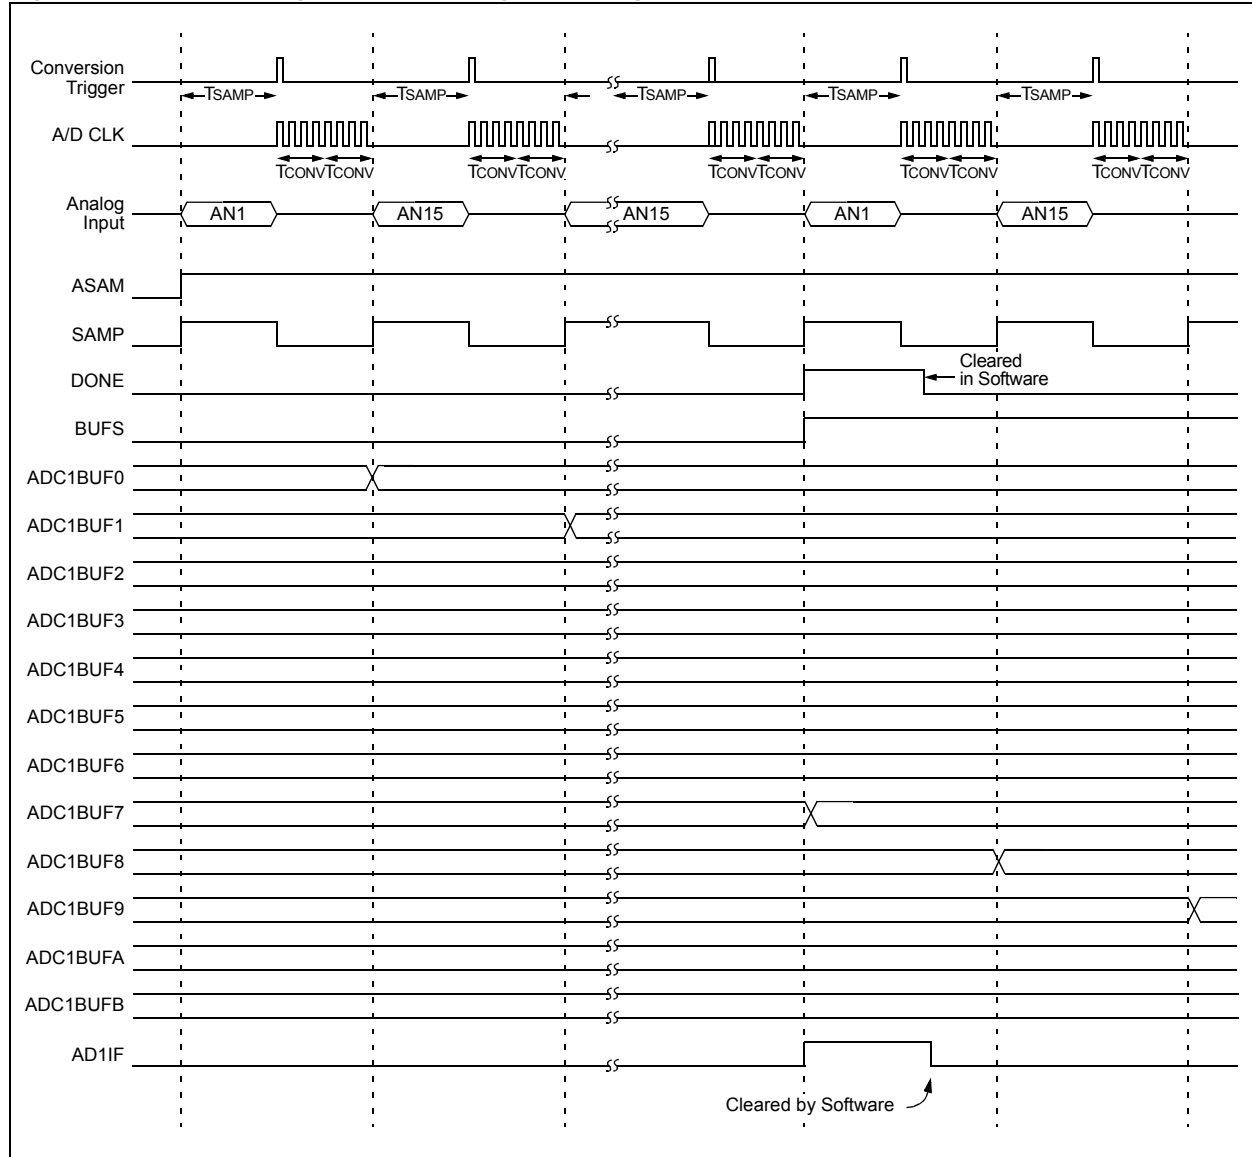 Conversion
Trigger
TSAMP TSAMP TSAMP TSAMP TSAMP
A/D CLK
TCONV TCONV TCONV TCONV TCONV TCONV TCONV TCONV TCONV TCONV
Analog
Input
AN1 AN15 AN15 AN1 AN15
ASAM
SAMP
DONE
Cleared
in Software
BUFS
ADC1BUF0
ADC1BUF1
ADC1BUF2
ADC1BUF3
ADC1BUF4
ADC1BUF5
ADC1BUF6
ADC1BUF7
ADC1BUF8
ADC1BUF9
ADC1BUFA
ADC1BUFB
AD1IF
Cleared by Software